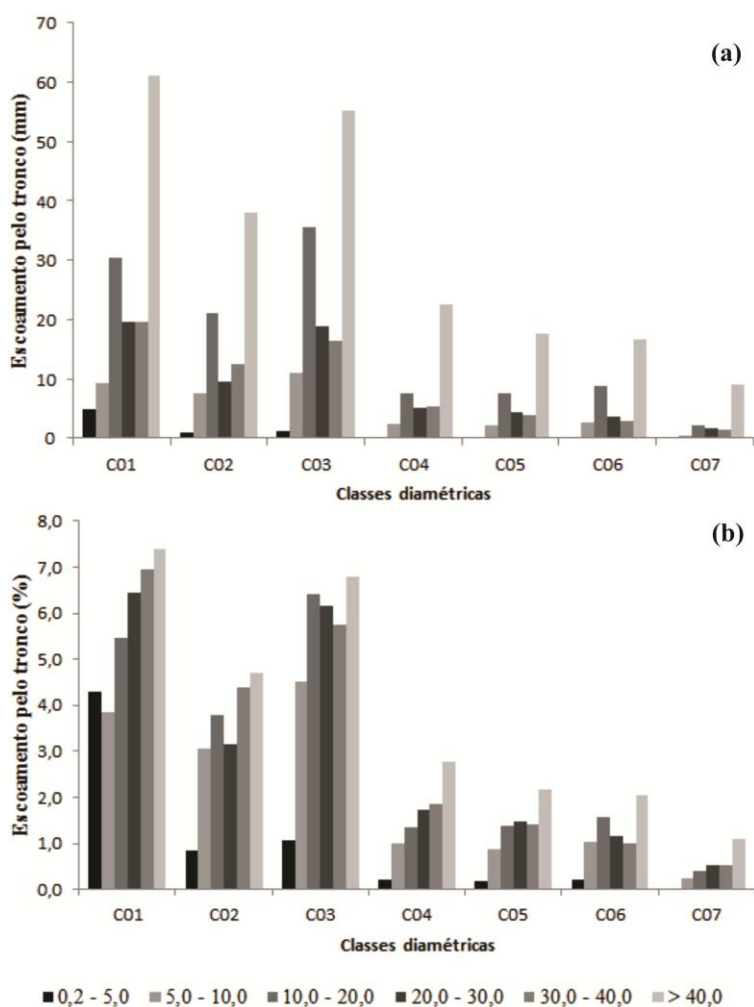 (a)
Escoamento pelo tronco (mm)
70
60
50
40
30
20
10
0
C01 C02 C03 C04 C05 C06 C07
Classes diamétricas
(b)
Escoamento pelo tronco (%)
8,0
7,0
6,0
5,0
4,0
3,0
2,0
1,0
0,0
C01 C02 C03 C04 C05 C06 C07
Classes diamétricas
0,2 - 5,0 5,0 - 10,0 10,0 - 20,0 20,0 - 30,0 30,0 - 40,0 > 40,0